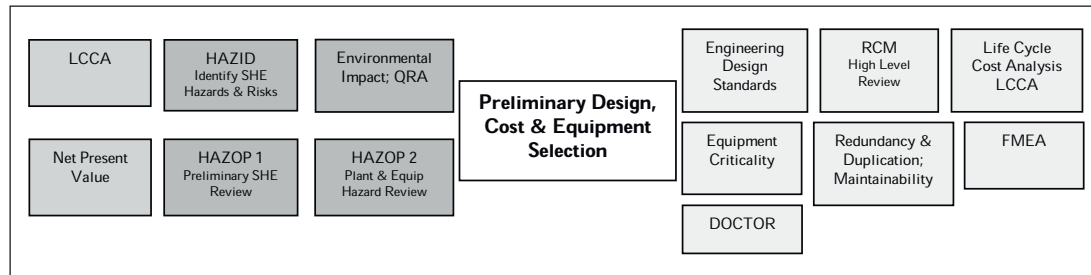 LCCA
HAZID
Identify SHE
Hazards & Risks
Environmental
Impact; QRA
Net Present
Value
HAZOP 1
Preliminary SHE
Review
HAZOP 2
Plant & Equip
Hazard Review
Preliminary Design,
Cost & Equipment
Selection
Engineering
Design
Standards
RCM
High Level
Review
Life Cycle
Cost Analysis
LCCA
Equipment
Criticality
Redundancy &
Duplication;
Maintainability
FMEA
DOCTOR